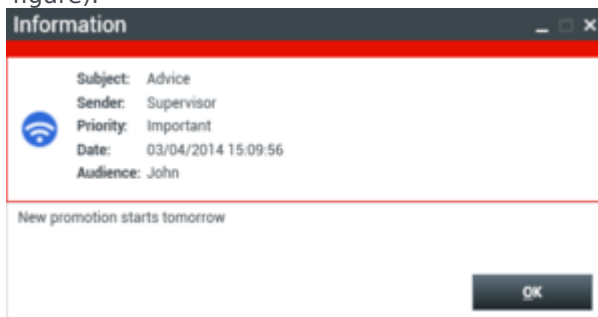 figure).
Information
Subject: Advice
Sender: Supervisor
Priority: Important
Date: 03/04/2014 15:09:56
Audience: John
New promotion starts tomorrow
OK